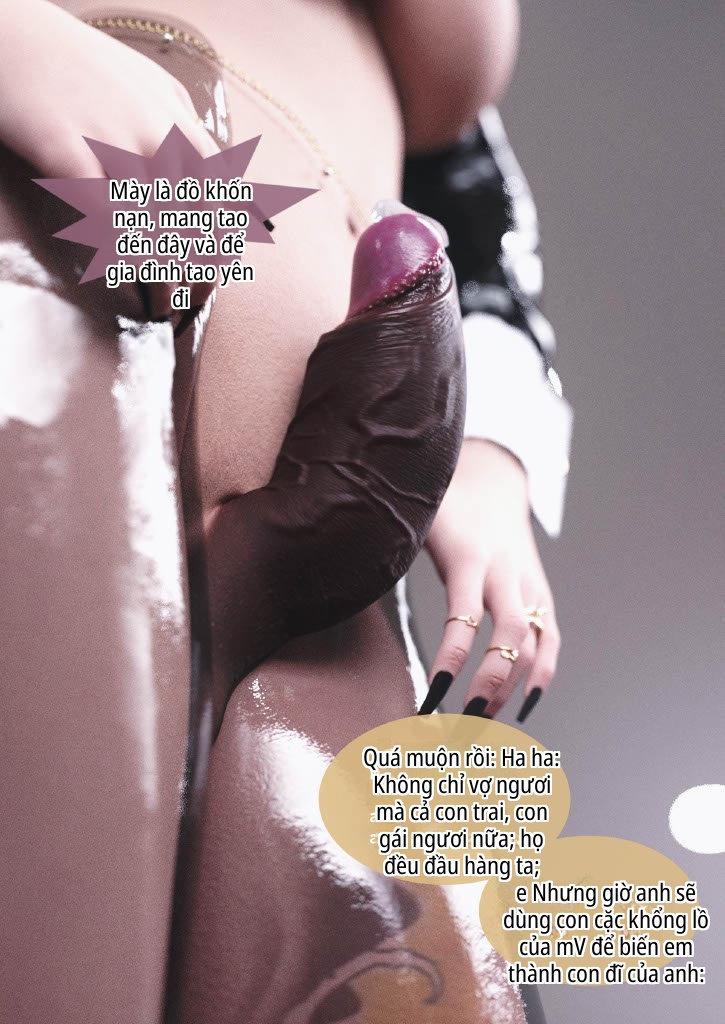 Mày là đồ khốn
nạn, mang tao
đến đây và để
gia đình tao yên
đi
Quá muộn rồi: Ha ha:
Không chỉ vợ ngươi
mà cả con trai, con
gái ngươi nữa; họ
đều đầu hàng ta;
e Nhưng giờ anh sẽ
dùng con cặc khổng lồ
của mV để biến em
thành con đĩ của anh: